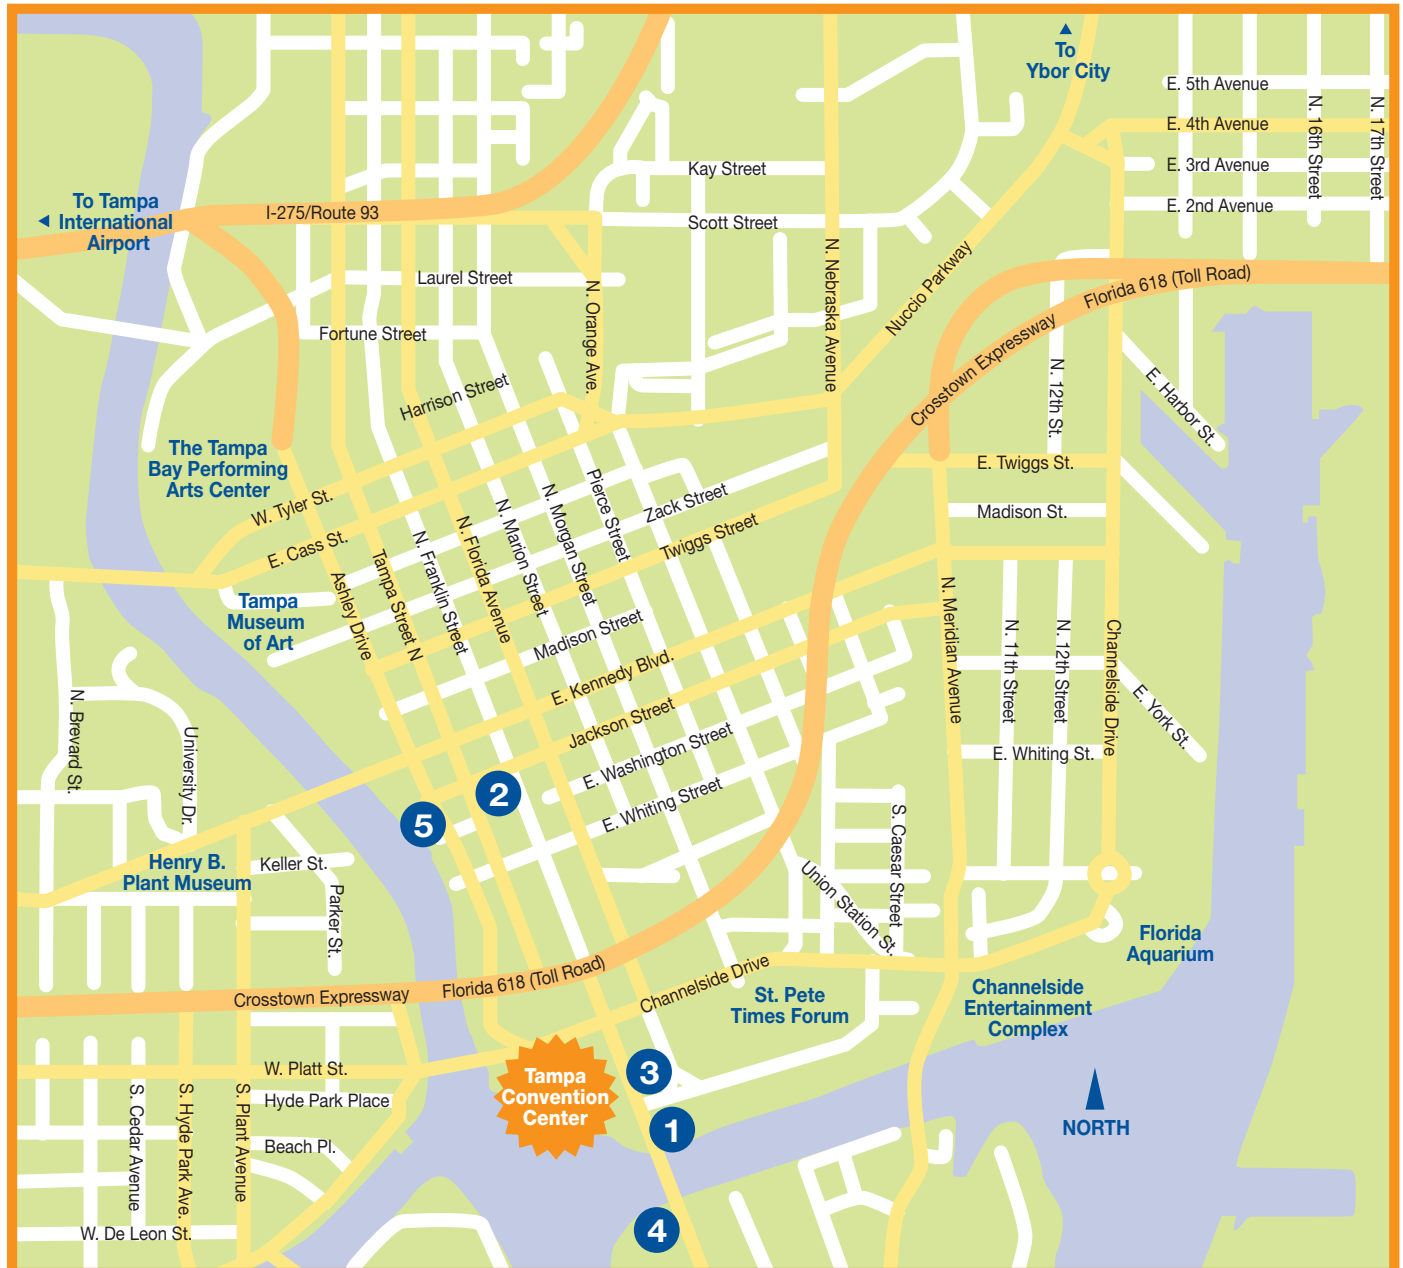 To
Ybor City
E. 5th Avenue
E. 4th Avenue
E. 3rd Avenue
E. 2nd Avenue
N. 16th Street
N. 17th Street
Kay Street
Scott Street
To Tampa
International
Airport
I-275/Route 93
Laurel Street
Fortune Street
N. Orange Ave.
N. Nebraska Avenue
Nuccio Parkway
Florida 618 (Toll Road)
Crosstown Expressway
N. 12th St.
E. Harbor St.
Harrison Street
The Tampa
Bay Performing
Arts Center
W. Tyler St.
E. Cass St.
Pierce Street
Zack Street
Twiggs Street
E. Twiggs St.
Madison St.
N. Morgan Street
N. Marion Street
N. Florida Avenue
N. Franklin Street
Tampa Street N
Ashley Drive
Tampa
Museum
of Art
Madison Street
E. Kennedy Blvd.
Jackson Street
E. Washington Street
E. Whiting Street
N. Meridian Avenue
N. 11th Street
N. 12th Street
Channelside Drive
E. York St.
E. Whiting St.
N. Brevard St.
University Dr.
2
5
Henry B.
Plant Museum
Keller St.
Parker St.
S. Caesar Street
Union Station St.
Florida
Aquarium
Crosstown Expressway
Florida 618 (Toll Road)
Channelside Drive
St. Pete
Times Forum
Channelside
Entertainment
Complex
W. Platt St.
Hyde Park Place
Beach Pl.
S. Cedar Avenue
S. Hyde Park Ave.
S. Plant Avenue
W. De Leon St.
Tampa
Convention
Center
3
1
4
NORTH